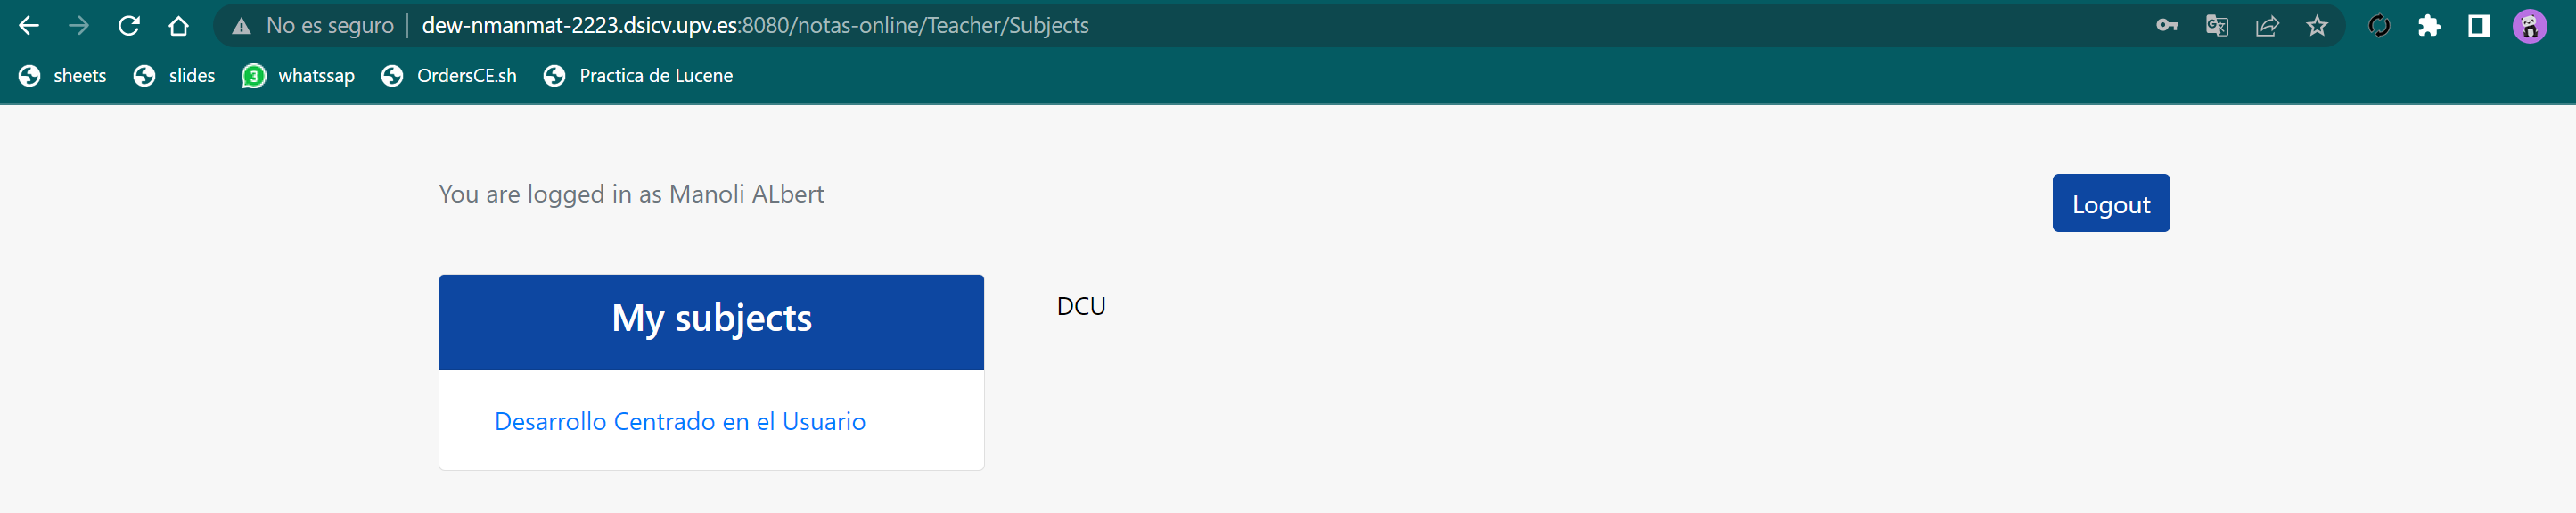 No es seguro | dew-nmanmat-2223.dsicv.upv.es:8080/notas-online/Teacher/Subjects
sheets slides 3 whatssap OrdersCE.sh Practica de Lucene
You are logged in as Manoli ALbert
Logout
My subjects
DCU
Desarrollo Centrado en el Usuario